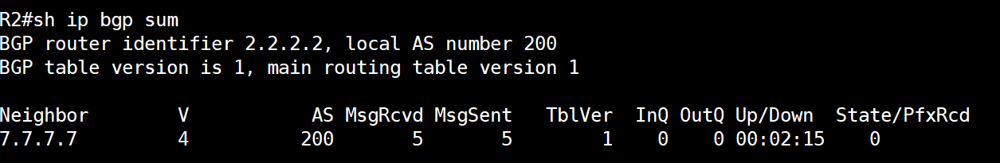 R2#sh ip bgp sum
BGP router identifier 2.2.2.2, local AS number 200
BGP table version is 1, main routing table version 1
Neighbor        V           AS MsgRcvd MsgSent   TblVer  InQ OutQ Up/Down  State/PfxRcd
7.7.7.7         4          200       5       5        1    0    0 00:02:15    0